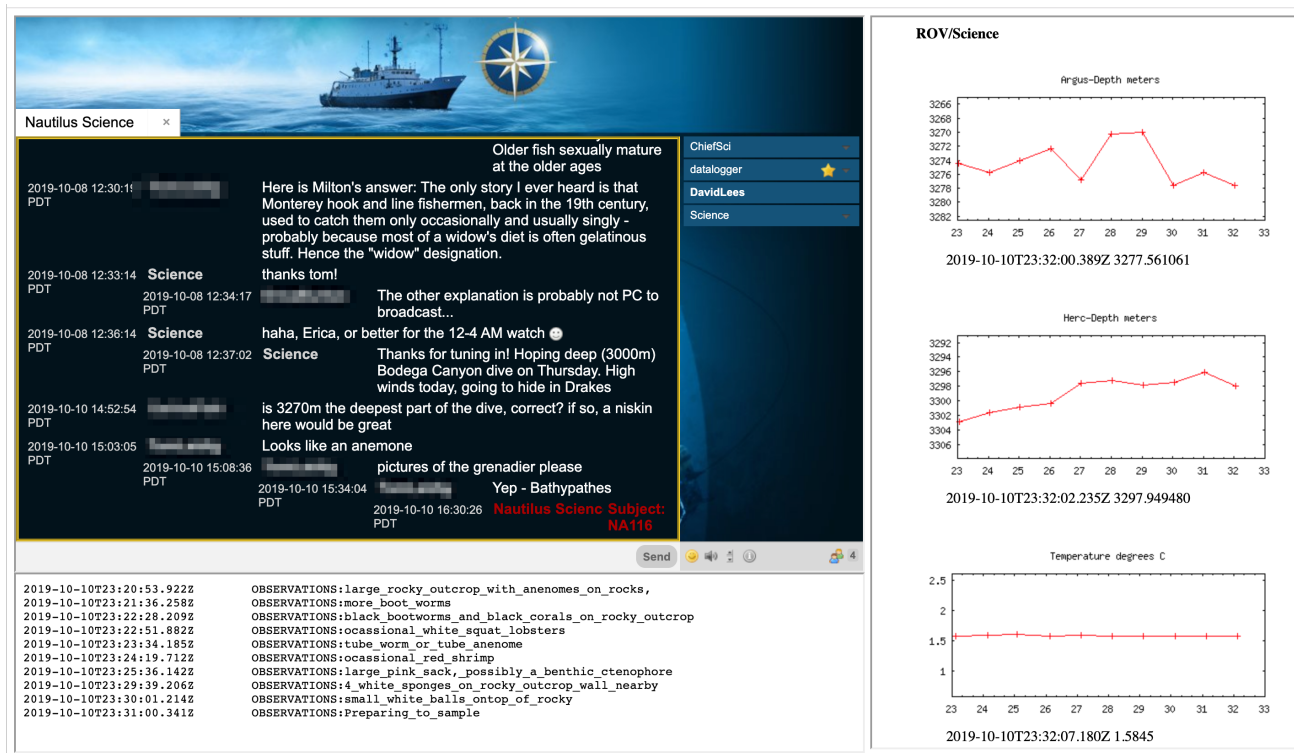 Nautilus Science ×
Older fish sexually mature
at the older ages
2019-10-08 12:30:19 PDT
Here is Milton's answer: The only story I ever heard is that
Monterey hook and line fishermen, back in the 19th century,
used to catch them only occasionally and usually singly -
probably because most of a widow's diet is often gelatinous
stuff. Hence the "widow" designation.
2019-10-08 12:33:14 PDT Science thanks tom!
2019-10-08 12:34:17 PDT
The other explanation is probably not PC to
broadcast...
2019-10-08 12:36:14 PDT Science haha, Erica, or better for the 12-4 AM watch
2019-10-08 12:37:02 PDT Science Thanks for tuning in! Hoping deep (3000m)
Bodega Canyon dive on Thursday. High
winds today, going to hide in Drakes
2019-10-10 14:52:54 PDT
is 3270m the deepest part of the dive, correct? if so, a niskin
here would be great
2019-10-10 15:03:05 PDT Looks like an anemone
2019-10-10 15:08:36 PDT pictures of the grenadier please
2019-10-10 15:34:04 PDT Yep - Bathypathes
2019-10-10 16:30:26 PDT Nautilus Scienc Subject:
NA116
ChiefSci
datalogger
DavidLees
Science
Send
4
2019-10-10T23:20:53.922Z OBSERVATIONS:large_rocky_outcrop_with_anenomes_on_rocks,
2019-10-10T23:21:36.258Z OBSERVATIONS:more_boot_worms
2019-10-10T23:22:28.209Z OBSERVATIONS:black_bootworms_and_black_corals_on_rocky_outcrop
2019-10-10T23:22:51.882Z OBSERVATIONS:ocassional_white_squat_lobsters
2019-10-10T23:23:34.185Z OBSERVATIONS:tube_worm_or_tube_anenome
2019-10-10T23:24:19.712Z OBSERVATIONS:ocassional_red_shrimp
2019-10-10T23:25:36.142Z OBSERVATIONS:large_pink_sack,_possibly_a_benthic_ctenophore
2019-10-10T23:29:39.206Z OBSERVATIONS:4_white_sponges_on_rocky_outcrop_wall_nearby
2019-10-10T23:30:01.214Z OBSERVATIONS:small_white_balls_ontop_of_rocky
2019-10-10T23:31:00.341Z OBSERVATIONS:Preparing_to_sample
ROV/Science
Argus-Depth meters
3266
3268
3270
3272
3274
3276
3278
3280
3282
23 24 25 26 27 28 29 30 31 32 33
2019-10-10T23:32:00.389Z 3277.561061
Herc-Depth meters
3292
3294
3296
3298
3300
3302
3304
3306
23 24 25 26 27 28 29 30 31 32 33
2019-10-10T23:32:02.235Z 3297.949480
Temperature degrees C
2.5
2
1.5
1
23 24 25 26 27 28 29 30 31 32 33
2019-10-10T23:32:07.180Z 1.5845